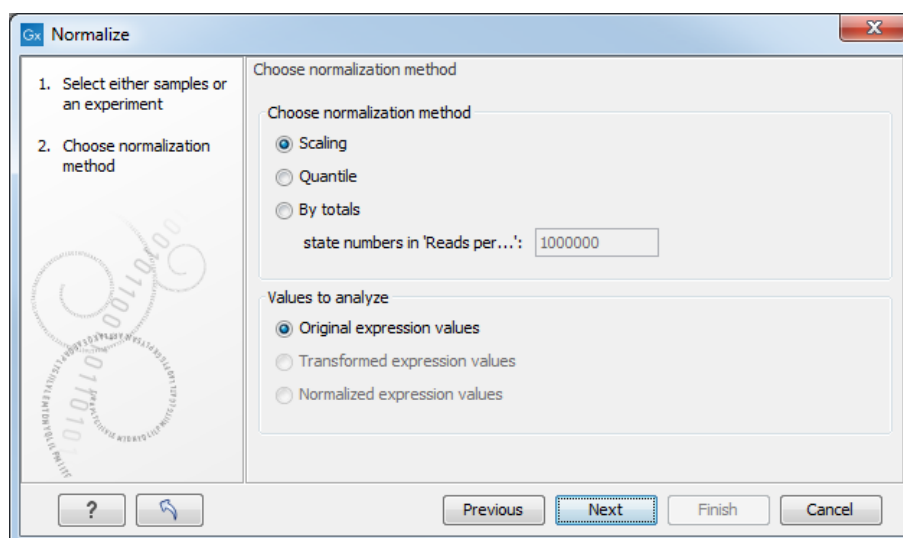 Gx Normalize
X
1. Select either samples or
an experiment
2. Choose normalization
method
Choose normalization method
Choose normalization method
Scaling
Quantile
By totals
state numbers in 'Reads per...': 1000000
Values to analyze
Original expression values
Transformed expression values
Normalized expression values
?
Previous Next Finish Cancel